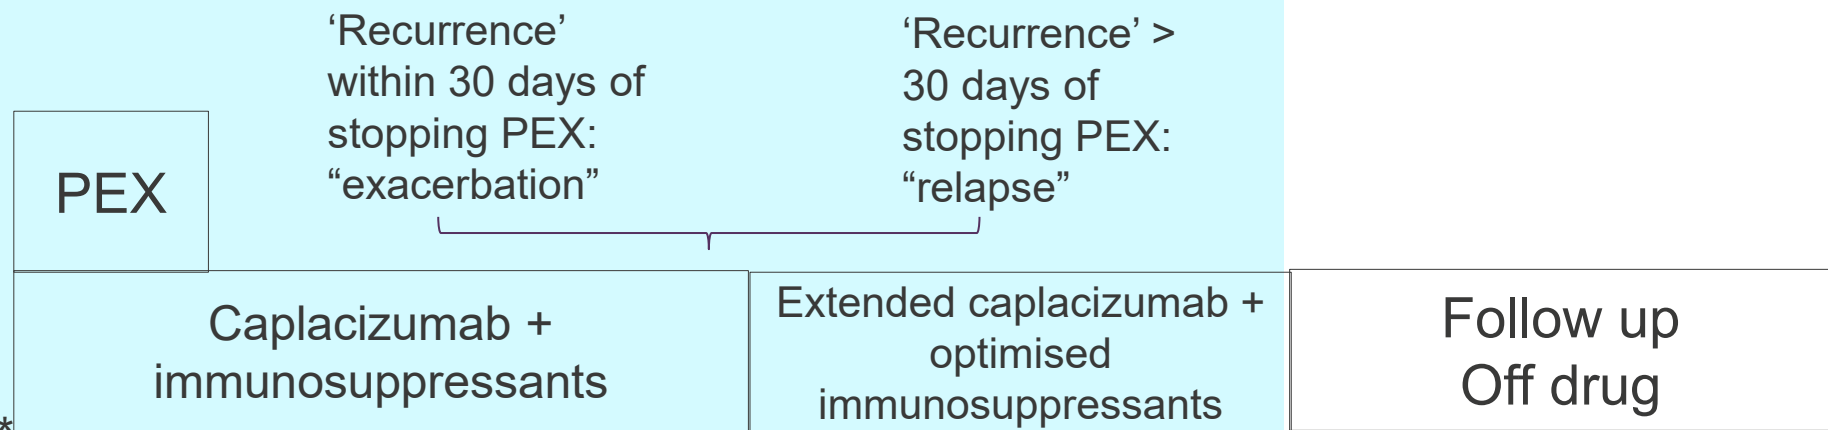 ‘Recurrence’
within 30 days of
stopping PEX:
“exacerbation”
‘Recurrence’ >
30 days of
stopping PEX:
“relapse”
PEX
Caplacizumab +
immunosuppressants
Extended caplacizumab +
optimised
immunosuppressants
Follow up
Off drug
*